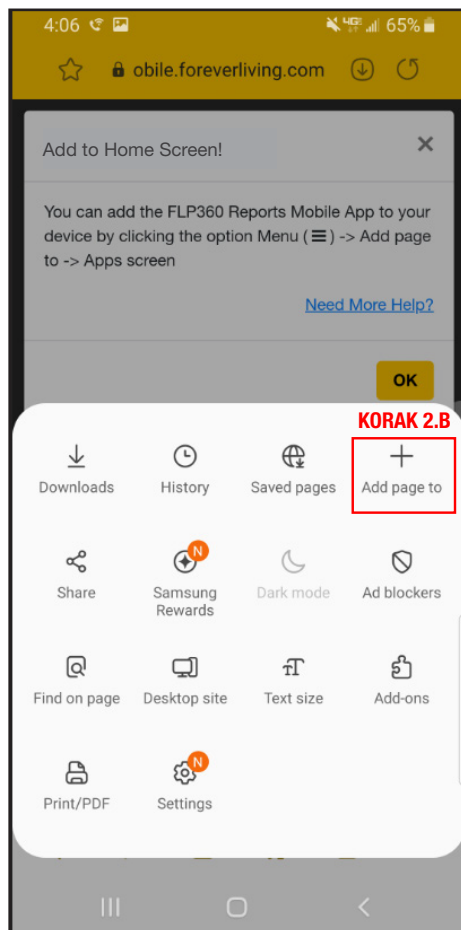 4:06 65%
obile.foreverliving.com
Add to Home Screen!
You can add the FLP360 Reports Mobile App to your
device by clicking the option Menu (☰) -> Add page
to -> Apps screen
Need More Help?
OK
KORAK 2.B
Downloads History Saved pages Add page to
N
Share Samsung Rewards Dark mode Ad blockers
Find on page Desktop site Text size Add-ons
N
Print/PDF Settings